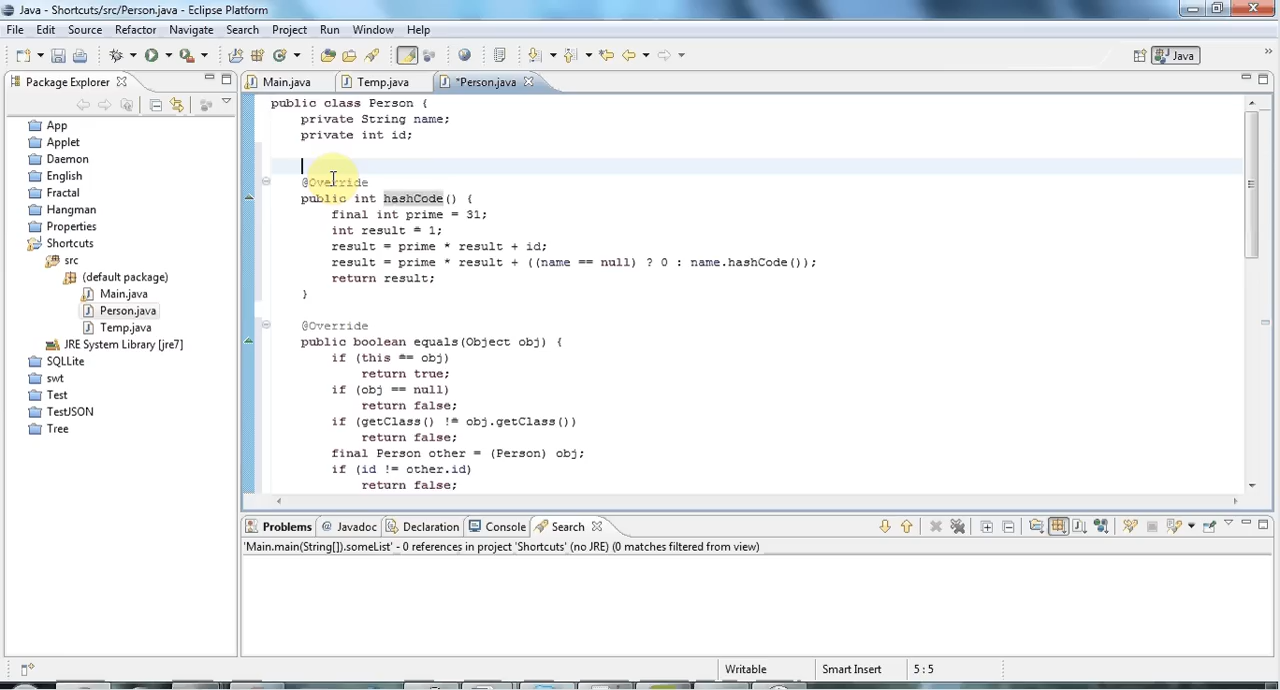 Java - Shortcuts/src/Person.java - Eclipse Platform
File Edit Source Refactor Navigate Search Project Run Window Help
Java
Package Explorer
Main.java Temp.java *Person.java
App
Applet
Daemon
English
Fractal
Hangman
Properties
Shortcuts
src
(default package)
Main.java
Person.java
Temp.java
JRE System Library [jre7]
SQLLite
swt
Test
TestJSON
Tree
public class Person {
private String name;
private int id;
@Override
public int hashCode() {
final int prime = 31;
int result = 1;
result = prime * result + id;
result = prime * result + ((name == null) ? 0 : name.hashCode());
return result;
}
@Override
public boolean equals(Object obj) {
if (this == obj)
return true;
if (obj == null)
return false;
if (getClass() != obj.getClass())
return false;
final Person other = (Person) obj;
if (id != other.id)
return false;
Problems @ Javadoc Declaration Console Search
'Main.main(String[]).someList' - 0 references in project 'Shortcuts' (no JRE) (0 matches filtered from view)
Writable Smart Insert 5 : 5